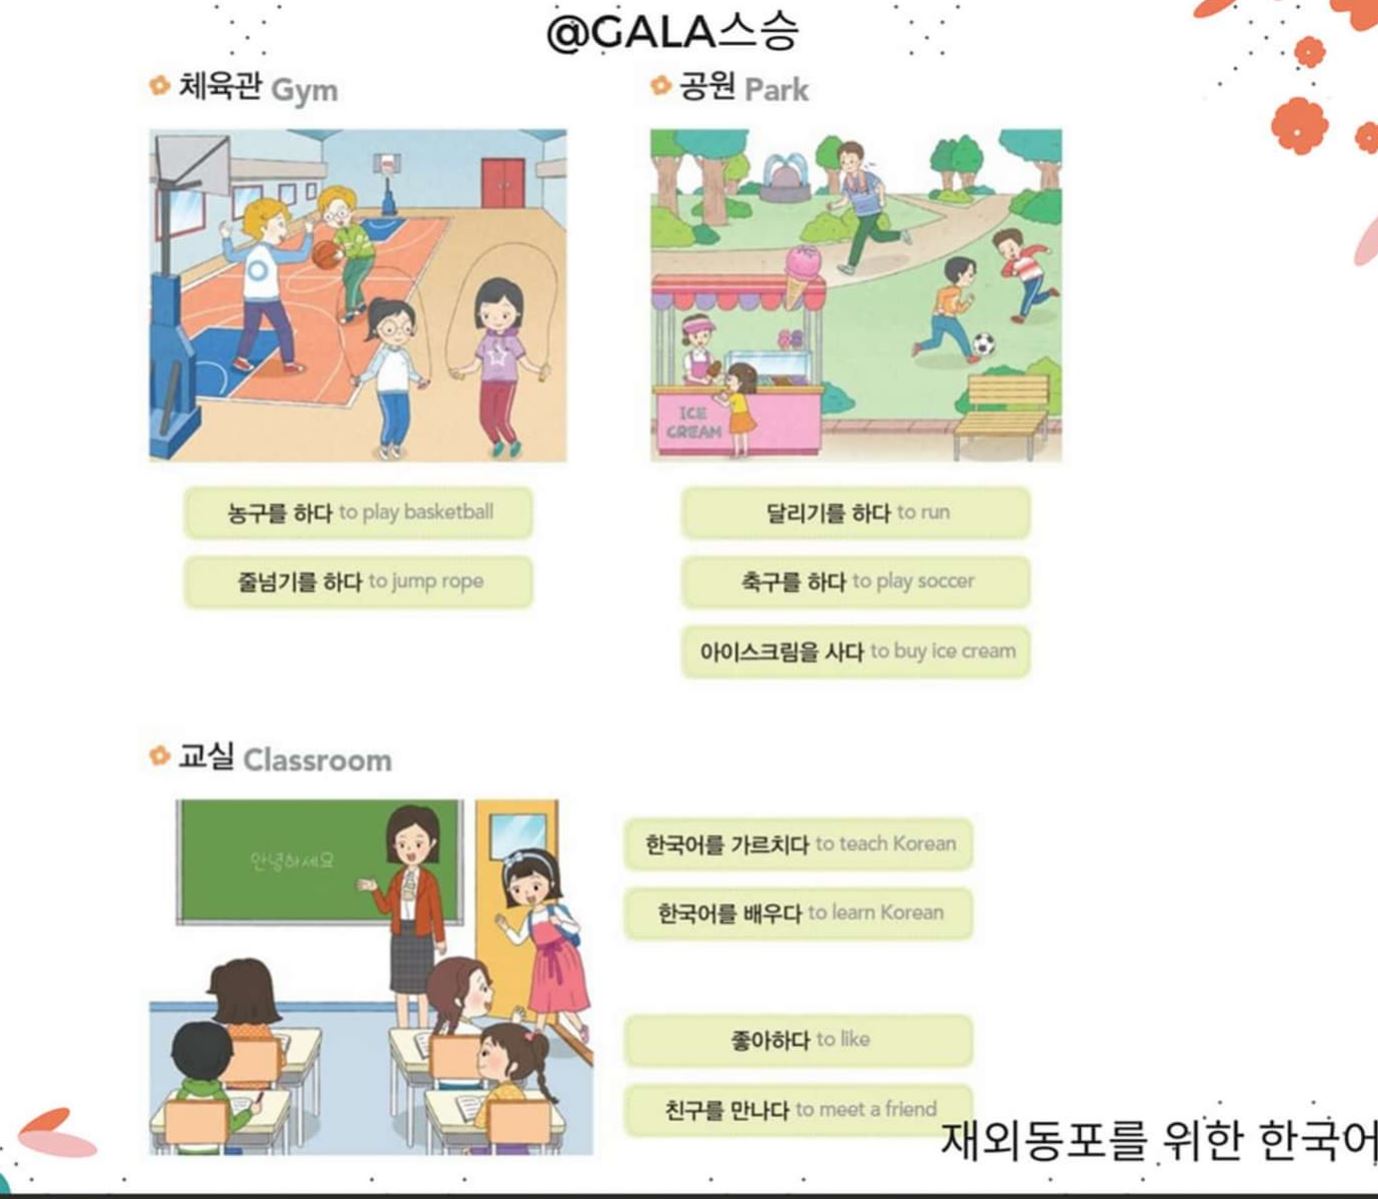 @GALA스승
체육관 Gym
농구를 하다 to play basketball
줄넘기를 하다 to jump rope
공원 Park
ICE
CREAM
달리기를 하다 to run
축구를 하다 to play soccer
아이스크림을 사다 to buy ice cream
교실 Classroom
안녕하세요
한국어를 가르치다 to teach Korean
한국어를 배우다 to learn Korean
좋아하다 to like
친구를 만나다 to meet a friend
재외동포를 위한 한국어